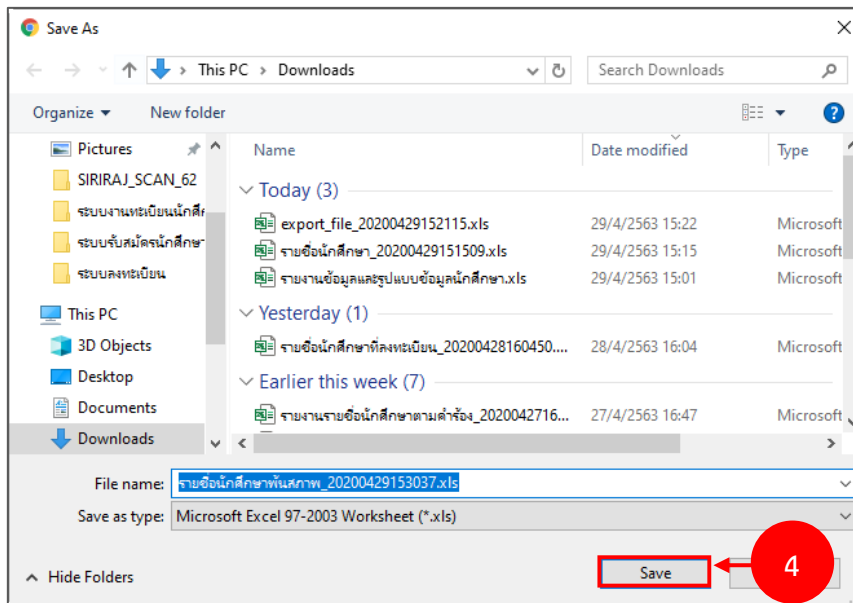 Save As
This PC > Downloads
Search Downloads
Organize
New folder
Pictures
SIRIRAJ_SCAN_62
ระบบงานทะเบียนนักศึก
ระบบรับสมัครนักศึกษา
ระบบลงทะเบียน
This PC
3D Objects
Desktop
Documents
Downloads
Name
Date modified
Type
Today (3)
export_file_20200429152115.xls 29/4/2563 15:22 Microsoft
รายชื่อนักศึกษา_20200429151509.xls 29/4/2563 15:15 Microsoft
รายงานข้อมูลและรูปแบบข้อมูลนักศึกษา.xls 29/4/2563 15:01 Microsoft
Yesterday (1)
รายชื่อนักศึกษาที่ลงทะเบียน_20200428160450.... 28/4/2563 16:04 Microsoft
Earlier this week (7)
รายงานรายชื่อนักศึกษาตามคำร้อง_2020042716... 27/4/2563 16:47 Microsoft
File name: รายชื่อนักศึกษาพ้นสภาพ_20200429153037.xls
Save as type: Microsoft Excel 97-2003 Worksheet (*.xls)
Hide Folders
Save
4